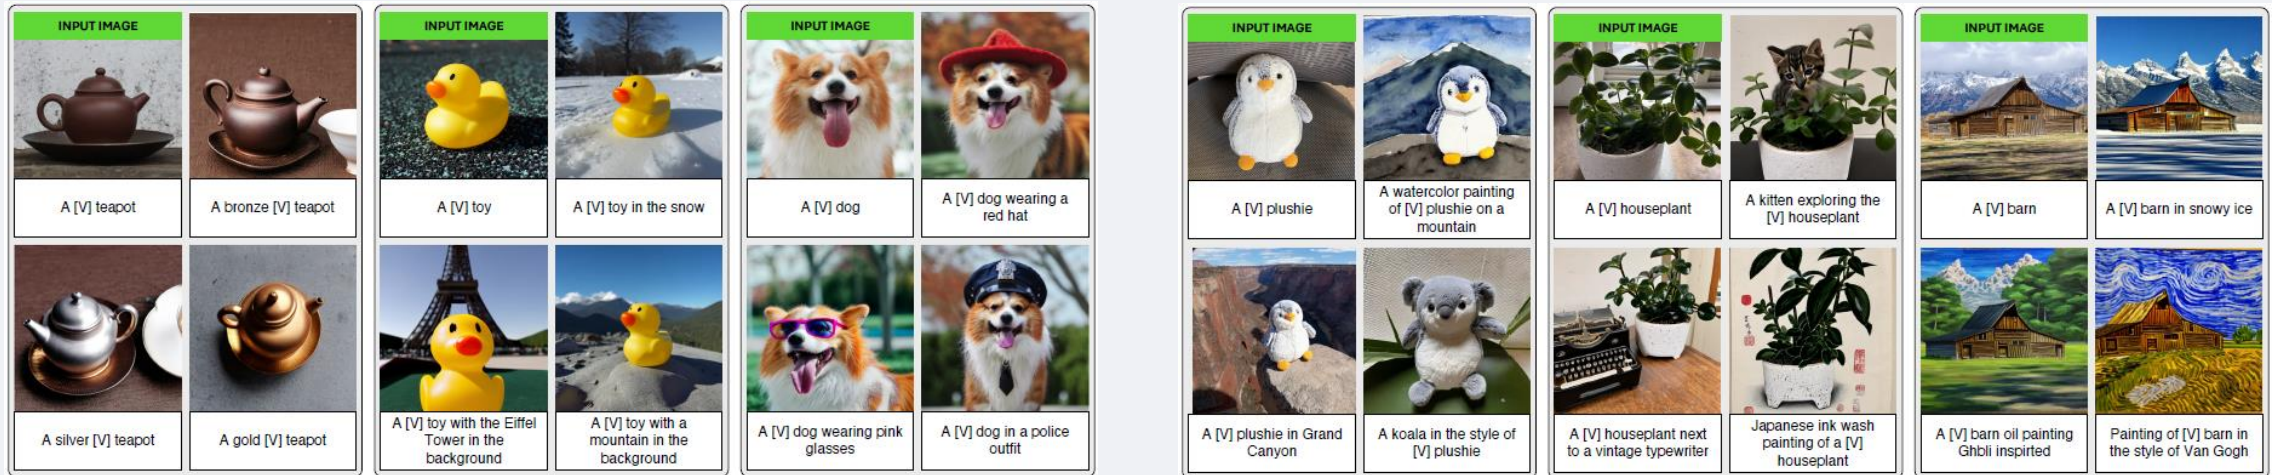 INPUT IMAGE
A [V] teapot
A bronze [V] teapot
A silver [V] teapot
A gold [V] teapot
INPUT IMAGE
A [V] toy
A [V] toy in the snow
A [V] toy with the Eiffel
Tower in the
background
A [V] toy with a
mountain in the
background
INPUT IMAGE
A [V] dog
A [V] dog wearing a
red hat
A [V] dog wearing pink
glasses
A [V] dog in a police
outfit
INPUT IMAGE
A [V] plushie
A watercolor painting
of [V] plushie on a
mountain
A [V] plushie in Grand
Canyon
A koala in the style of
[V] plushie
INPUT IMAGE
A [V] houseplant
A kitten exploring the
[V] houseplant
A [V] houseplant next
to a vintage typewriter
Japanese ink wash
painting of a [V]
houseplant
INPUT IMAGE
A [V] barn
A [V] barn in snowy ice
A [V] barn oil painting
Ghbli inspirted
Painting of [V] barn in
the style of Van Gogh